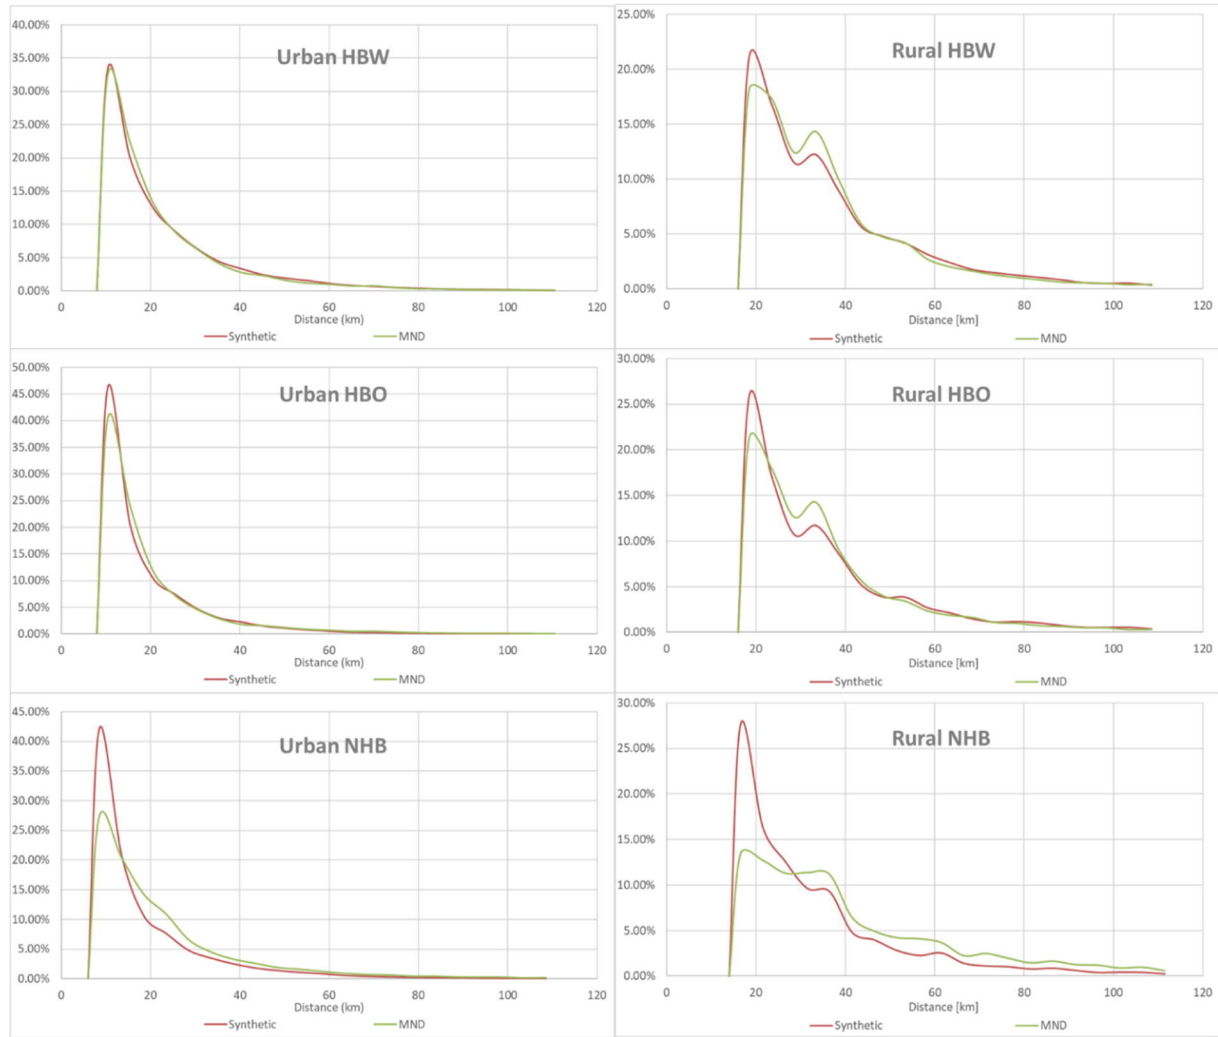 Urban HBW
40.00%
35.00%
30.00%
25.00%
20.00%
15.00%
10.00%
5.00%
0.00%
0 20 40 60 80 100 120
Distance (km)
Synthetic MND
Rural HBW
25.00%
20.00%
15.00%
10.00%
5.00%
0.00%
0 20 40 60 80 100 120
Distance [km]
Synthetic MND
Urban HBO
50.00%
45.00%
40.00%
35.00%
30.00%
25.00%
20.00%
15.00%
10.00%
5.00%
0.00%
0 20 40 60 80 100 120
Distance (km)
Synthetic MND
Rural HBO
30.00%
25.00%
20.00%
15.00%
10.00%
5.00%
0.00%
0 20 40 60 80 100 120
Distance [km]
Synthetic MND
Urban NHB
45.00%
40.00%
35.00%
30.00%
25.00%
20.00%
15.00%
10.00%
5.00%
0.00%
0 20 40 60 80 100 120
Distance (km)
Synthetic MND
Rural NHB
30.00%
25.00%
20.00%
15.00%
10.00%
5.00%
0.00%
0 20 40 60 80 100 120
Distance [km]
Synthetic MND